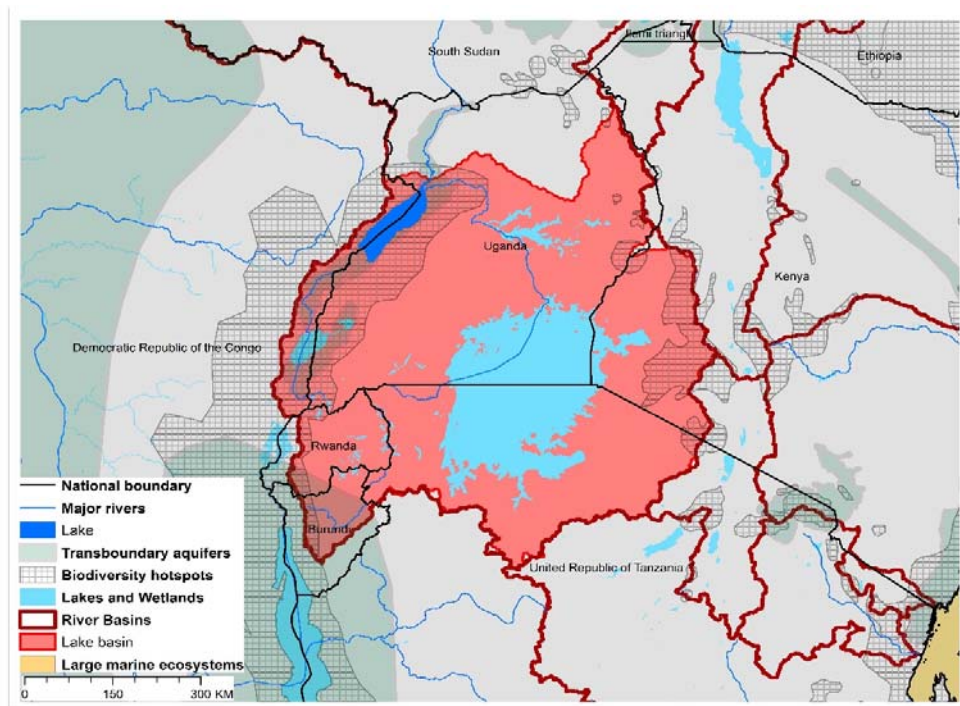 South Sudan
Ilemi triangle
Ethiopia
Uganda
Kenya
Democratic Republic of the Congo
Rwanda
Burundi
United Republic of Tanzania
National boundary
Major rivers
Lake
Transboundary aquifers
Biodiversity hotspots
Lakes and Wetlands
River Basins
Lake basin
Large marine ecosystems
0 150 300 KM